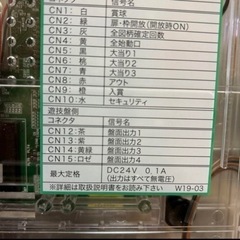 コネクタ 信号名
CN1: 白 賞球
CN2: 緑 扉・枠開放(開放時ON)
CN3: 灰 全図柄確定回数
CN4: 黄 全始動口
CN5: 黒 大当り1
CN6: 桃 大当り2
CN7: 青 大当り3
CN8: 赤 アウト
CN9: 橙 入賞
CN10: 水 セキュリティ
遊技盤側
コネクタ 信号名
CN12: 茶 盤面出力1
CN13: 紫 盤面出力2
CN14: 黄緑 盤面出力3
CN15: ロゼ 盤面出力4
最大定格 DC24V 0.1A
(出力はすべて無電圧)
※詳細は取扱説明書をお読み下さい W19-03